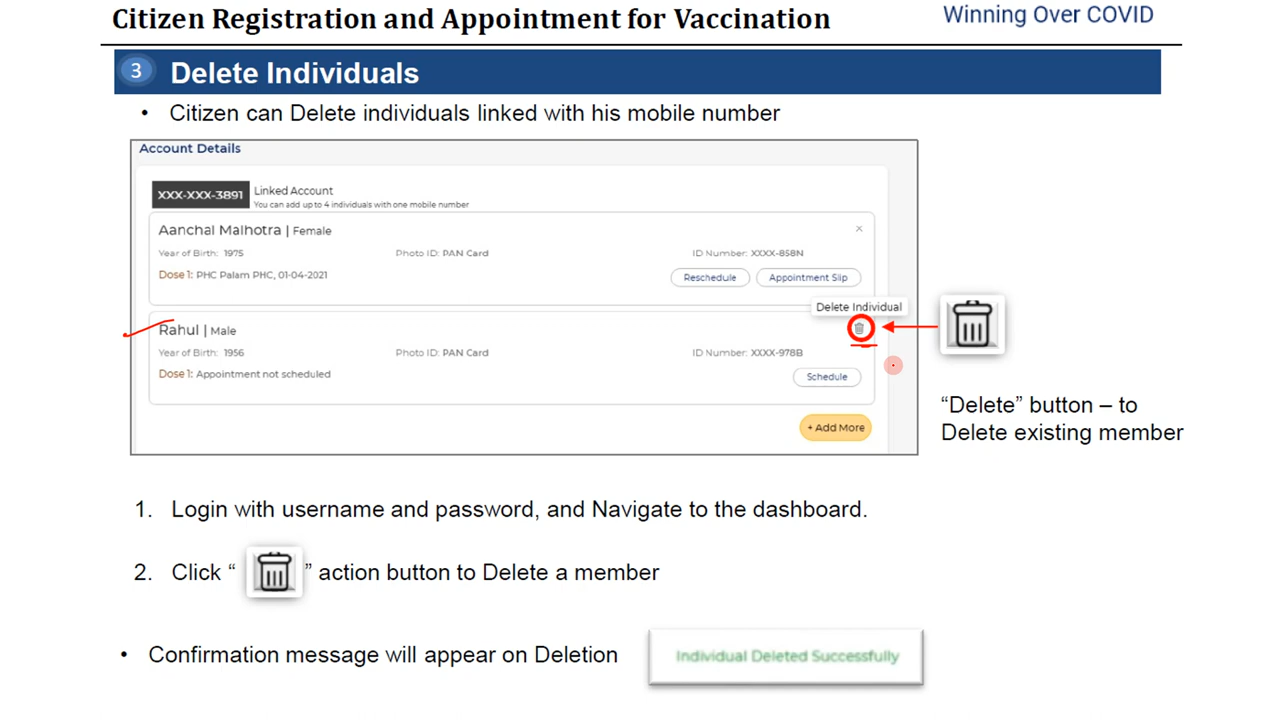 Citizen Registration and Appointment for Vaccination
Winning Over COVID
3 Delete Individuals
• Citizen can Delete individuals linked with his mobile number
Account Details
XXX-XXX-3891 Linked Account
You can add up to 4 individuals with one mobile number
Aanchal Malhotra | Female ×
Year of Birth: 1975 Photo ID: PAN Card ID Number: XXXX-858N
Dose 1: PHC Palam PHC, 01-04-2021 Reschedule Appointment Slip
Delete Individual
Rahul | Male
Year of Birth: 1956 Photo ID: PAN Card ID Number: XXXX-978B
Dose 1: Appointment not scheduled Schedule
+ Add More
“Delete” button – to
Delete existing member
1. Login with username and password, and Navigate to the dashboard.
2. Click “ ” action button to Delete a member
• Confirmation message will appear on Deletion
Individual Deleted Successfully